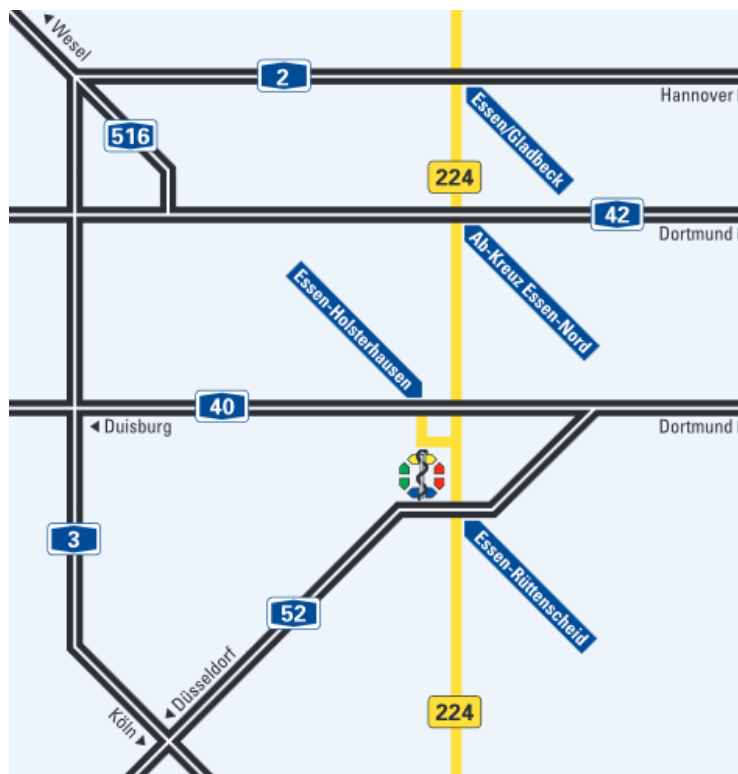 ◄ Wesel
2
Hannover
516
Essen/Gladbeck
224
42
Dortmund
Ab-Kreuz Essen-Nord
Essen-Holsterhausen
40
◄ Duisburg
Dortmund
3
Essen-Rüttenscheid
52
◄ Düsseldorf
Köln ►
224